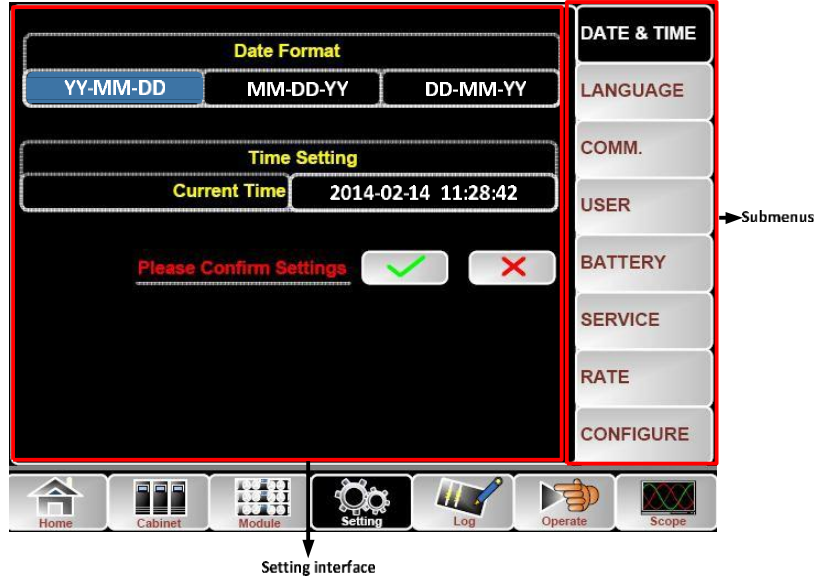 Date Format
YY-MM-DD MM-DD-YY DD-MM-YY
Time Setting
Current Time 2014-02-14 11:28:42
Please Confirm Settings
DATE & TIME
LANGUAGE
COMM.
USER
BATTERY
SERVICE
RATE
CONFIGURE
Submenus
Home Cabinet Module Setting Log Operate Scope
Setting interface